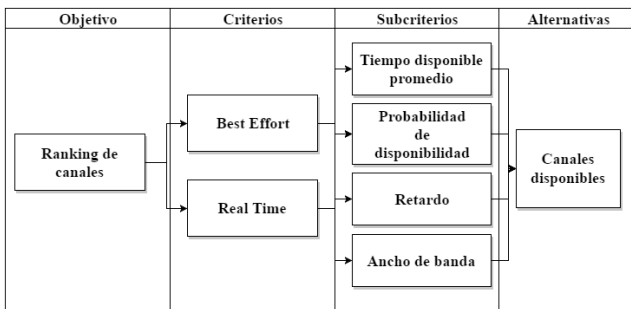 Objetivo
Criterios
Subcriterios
Alternativas
Ranking de
canales
Best Effort
Real Time
Tiempo disponible
promedio
Probabilidad
de
disponibilidad
Retardo
Ancho de banda
Canales
disponibles